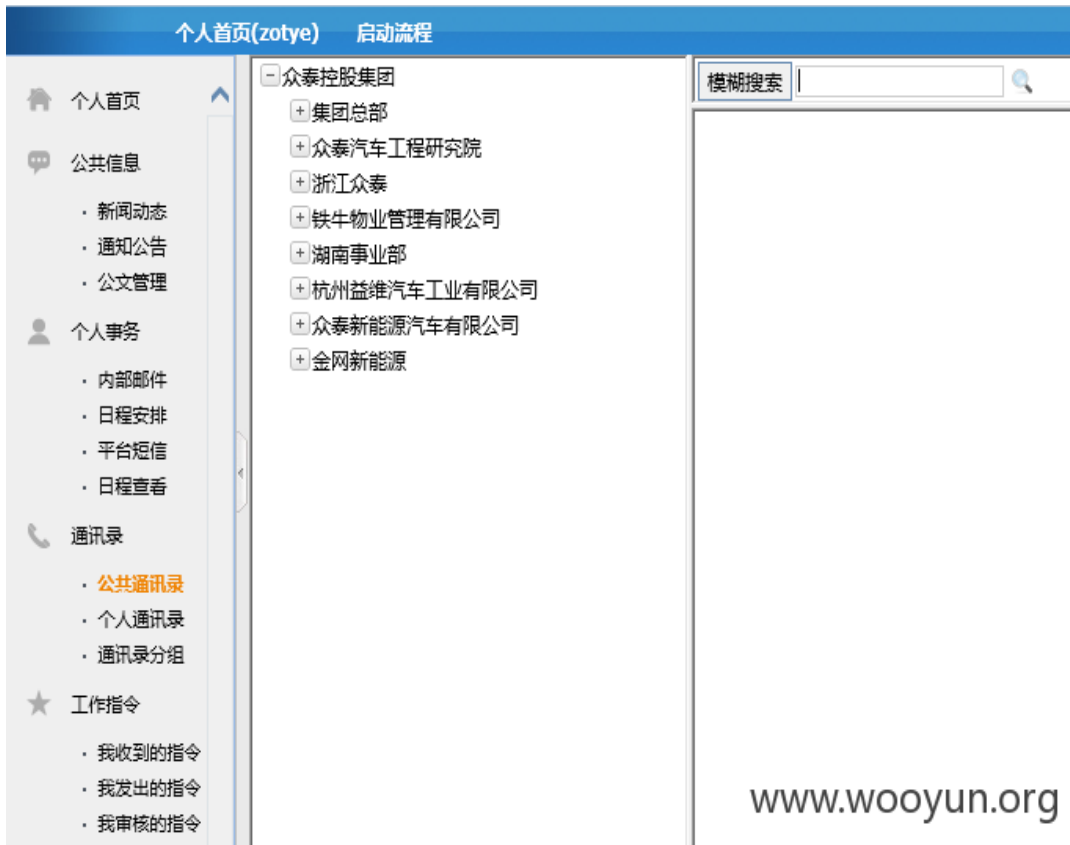 个人首页(zotye) 启动流程
个人首页
公共信息
· 新闻动态
· 通知公告
· 公文管理
个人事务
· 内部邮件
· 日程安排
· 平台短信
· 日程查看
通讯录
· 公共通讯录
· 个人通讯录
· 通讯录分组
工作指令
· 我收到的指令
· 我发出的指令
· 我审核的指令
众泰控股集团
集团总部
众泰汽车工程研究院
浙江众泰
铁牛物业管理有限公司
湖南事业部
杭州益维汽车工业有限公司
众泰新能源汽车有限公司
金网新能源
模糊搜索
www.wooyun.org